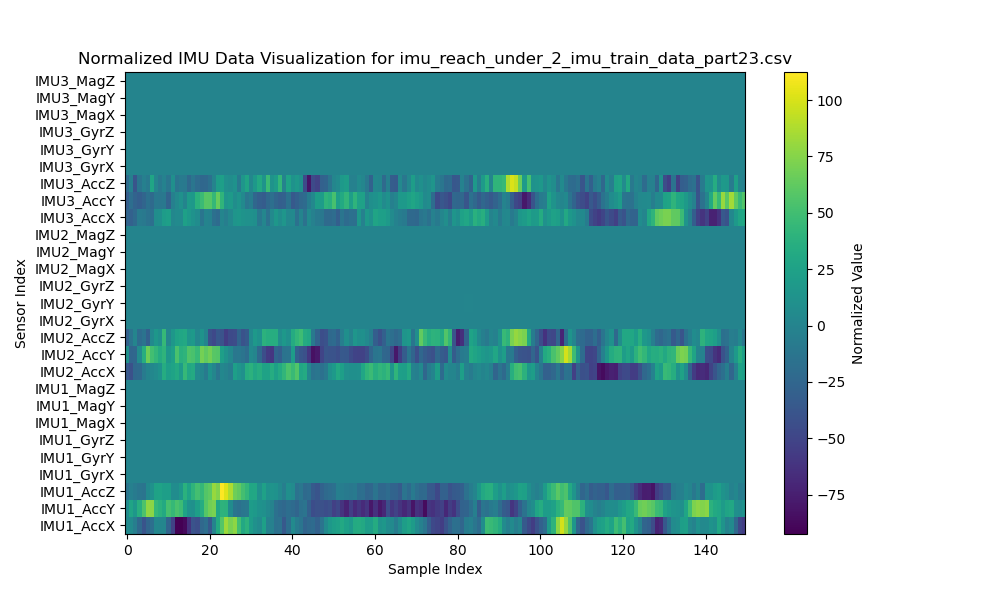 Normalized IMU Data Visualization for imu_reach_under_2_imu_train_data_part23.csv
IMU3_MagZ
IMU3_MagY
IMU3_MagX
IMU3_GyrZ
IMU3_GyrY
IMU3_GyrX
IMU3_AccZ
IMU3_AccY
IMU3_AccX
IMU2_MagZ
IMU2_MagY
IMU2_MagX
IMU2_GyrZ
IMU2_GyrY
IMU2_GyrX
IMU2_AccZ
IMU2_AccY
IMU2_AccX
IMU1_MagZ
IMU1_MagY
IMU1_MagX
IMU1_GyrZ
IMU1_GyrY
IMU1_GyrX
IMU1_AccZ
IMU1_AccY
IMU1_AccX
Sensor Index
0 20 40 60 80 100 120 140
Sample Index
100
75
50
25
0
−25
−50
−75
Normalized Value